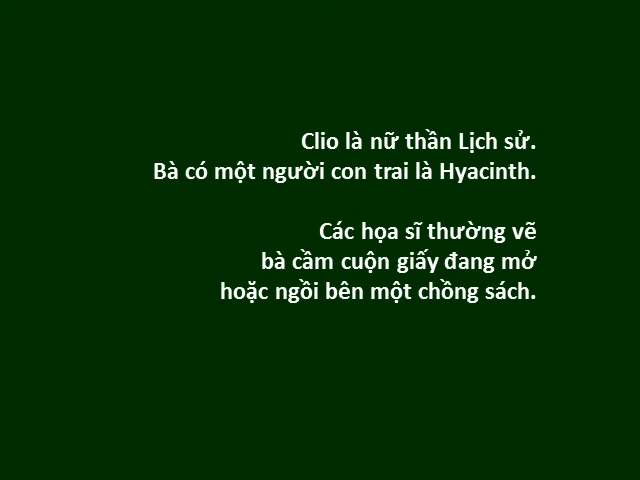 Clio là nữ thần Lịch sử.
Bà có một người con trai là Hyacinth.
Các họa sĩ thường vẽ
bà cầm cuộn giấy đang mở
hoặc ngồi bên một chồng sách.